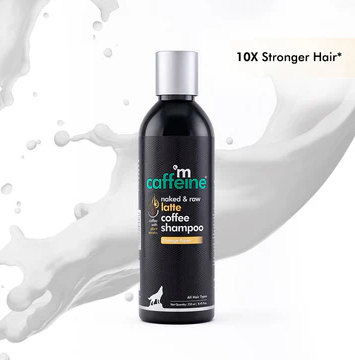 10X Stronger Hair*
'm
caffeine
naked & raw
latte
coffee
shampoo
All Hair Types